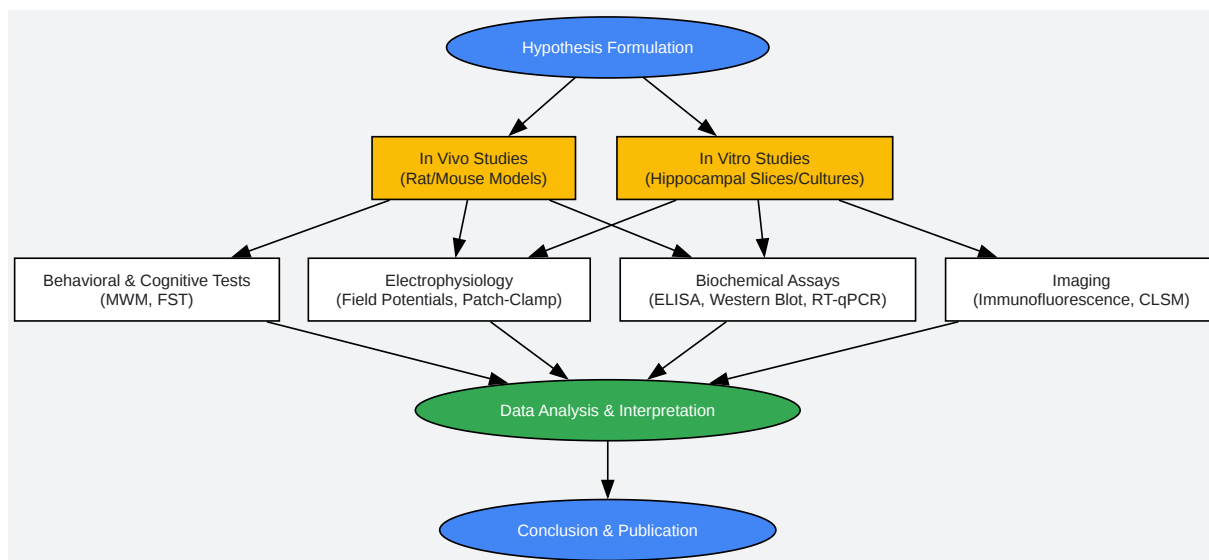 Hypothesis Formulation
In Vivo Studies
(Rat/Mouse Models)
In Vitro Studies
(Hippocampal Slices/Cultures)
Behavioral & Cognitive Tests
(MWM, FST)
Electrophysiology
(Field Potentials, Patch-Clamp)
Biochemical Assays
(ELISA, Western Blot, RT-qPCR)
Imaging
(Immunofluorescence, CLSM)
Data Analysis & Interpretation
Conclusion & Publication